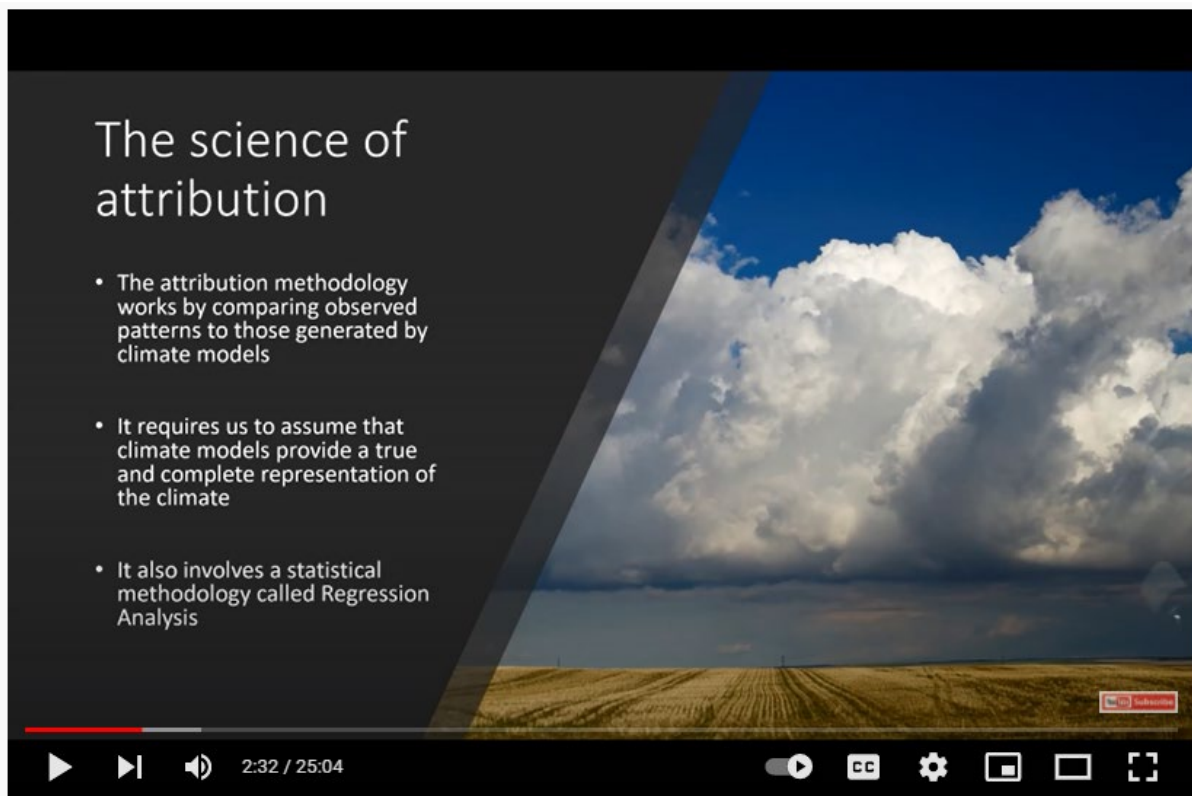 The science of
attribution
• The attribution methodology
works by comparing observed
patterns to those generated by
climate models
• It requires us to assume that
climate models provide a true
and complete representation of
the climate
• It also involves a statistical
methodology called Regression
Analysis
Subscribe
2:32 / 25:04
CC